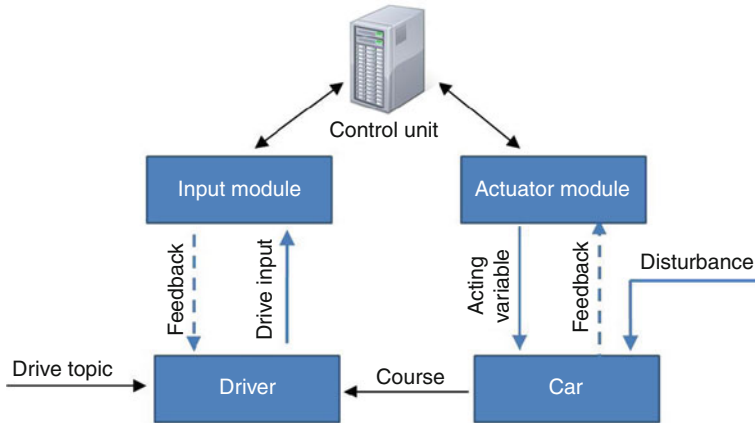 Control unit
Input module
Actuator module
Feedback
Drive input
Acting
variable
Feedback
Disturbance
Drive topic
Driver
Course
Car